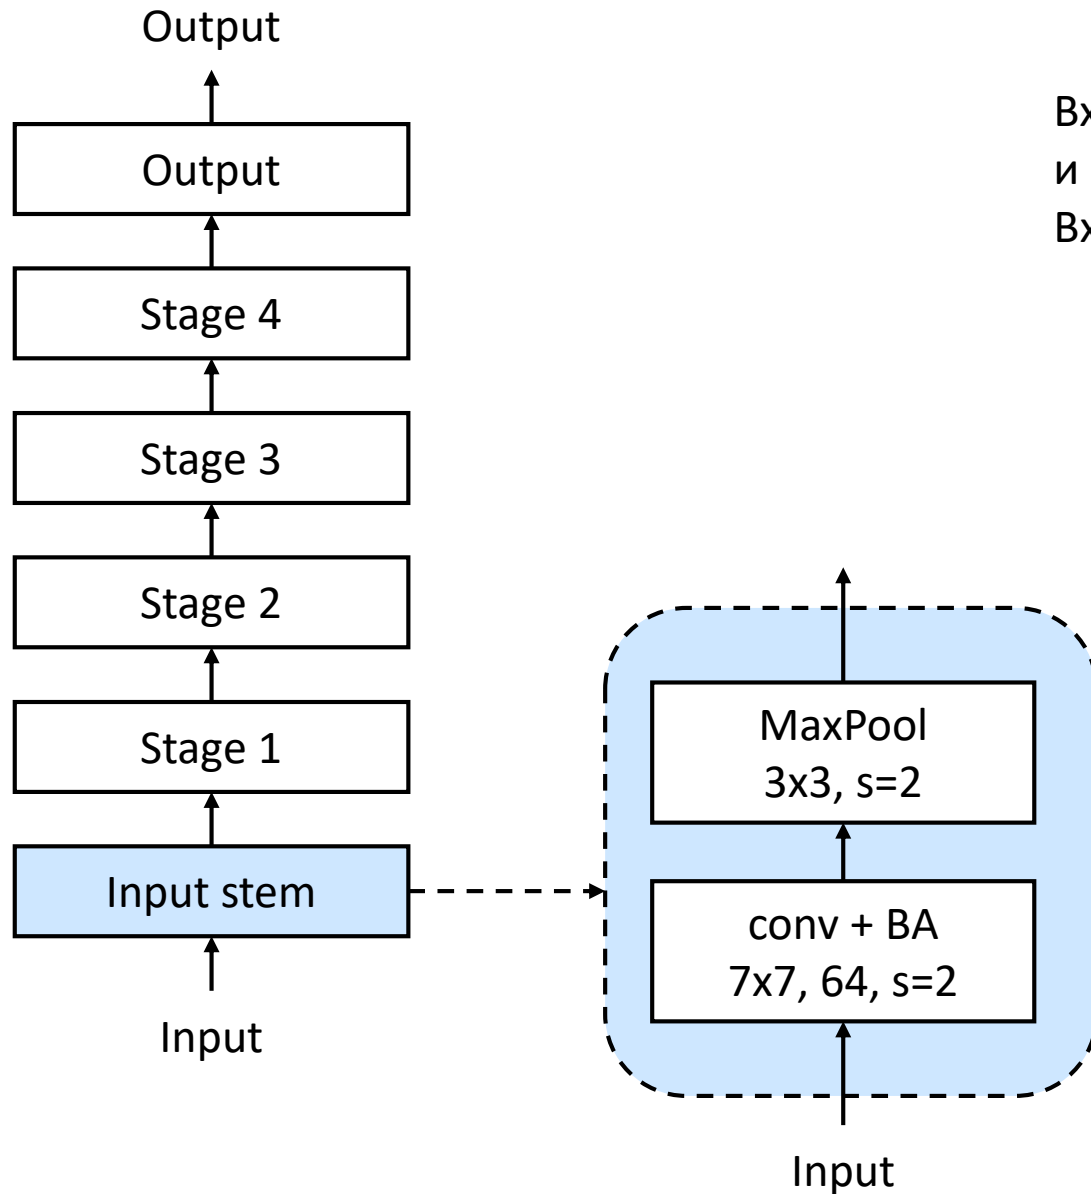 Output
Output
Stage 4
Stage 3
Stage 2
Stage 1
Input stem
Input
и
MaxPool
3x3, s=2
conv + BA
7x7, 64, s=2
Input